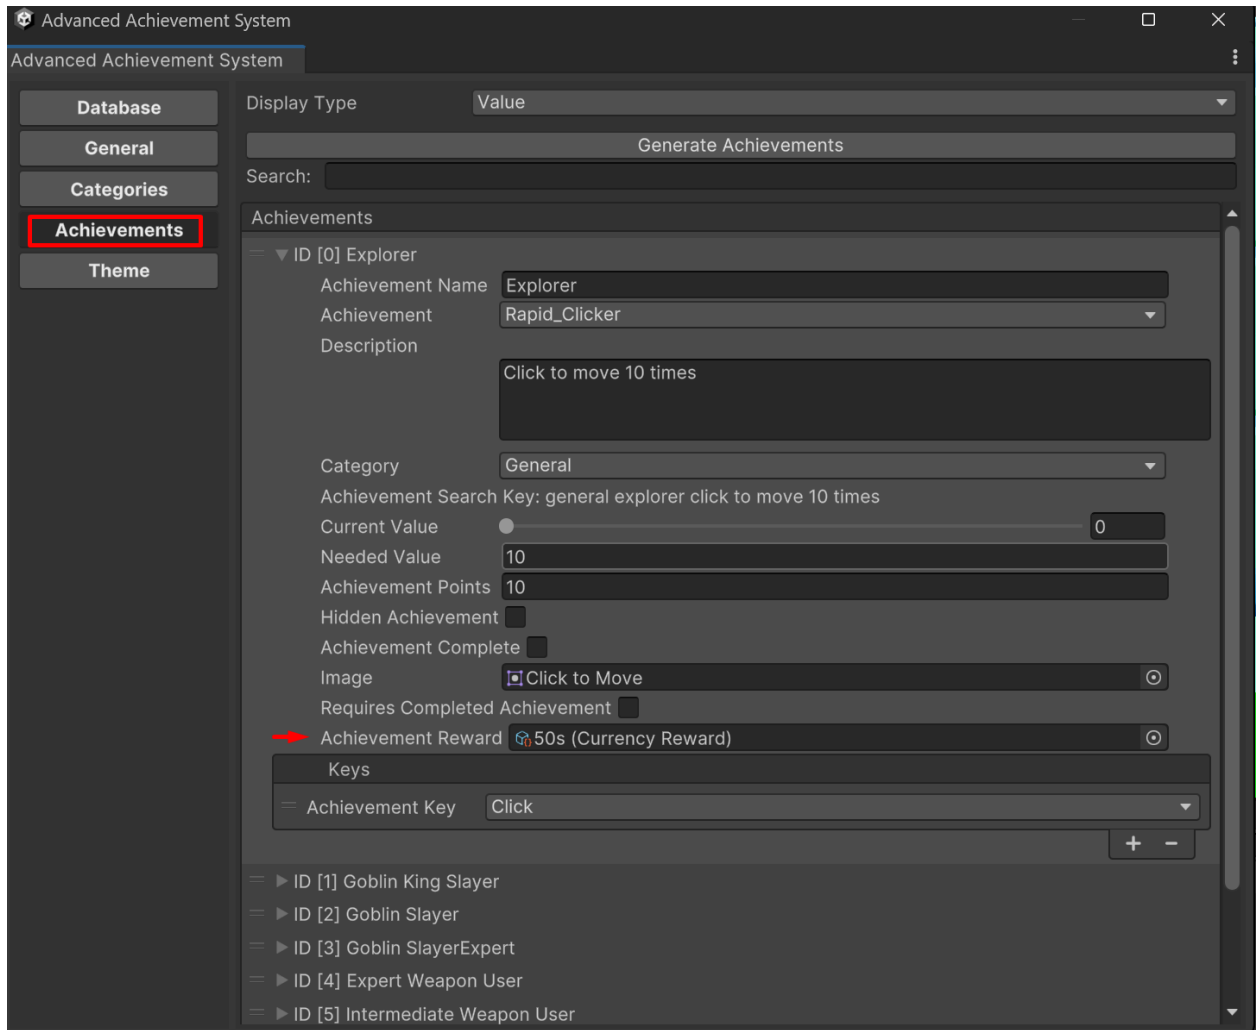 Advanced Achievement System
Advanced Achievement System
Database
General
Categories
Achievements
Theme
Display Type Value
Generate Achievements
Search:
Achievements
ID [0] Explorer
Achievement Name Explorer
Achievement Rapid_Clicker
Description
Click to move 10 times
Category General
Achievement Search Key: general explorer click to move 10 times
Current Value 0
Needed Value 10
Achievement Points 10
Hidden Achievement
Achievement Complete
Image Click to Move
Requires Completed Achievement
Achievement Reward 50s (Currency Reward)
Keys
Achievement Key Click
+ -
ID [1] Goblin King Slayer
ID [2] Goblin Slayer
ID [3] Goblin SlayerExpert
ID [4] Expert Weapon User
ID [5] Intermediate Weapon User